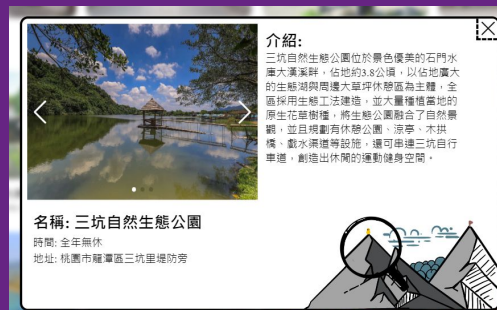 介紹:
三坑自然生態公園位於景色優美的石門水
庫大漢溪畔，佔地約3.8公頃，以佔地廣大
的生態湖與周邊大草坪休憩區為主體，全
區採用生態工法建造，並大量種植當地的
原生花草樹種，將生態公園融合了自然景
觀，並且規劃有休憩公園、涼亭、木拱
橋、戲水渠道等設施，還可串連三坑自行
車道，創造出休閒的運動健身空間。
名稱: 三坑自然生態公園
時間: 全年無休
地址: 桃園市龍潭區三坑里堤防旁